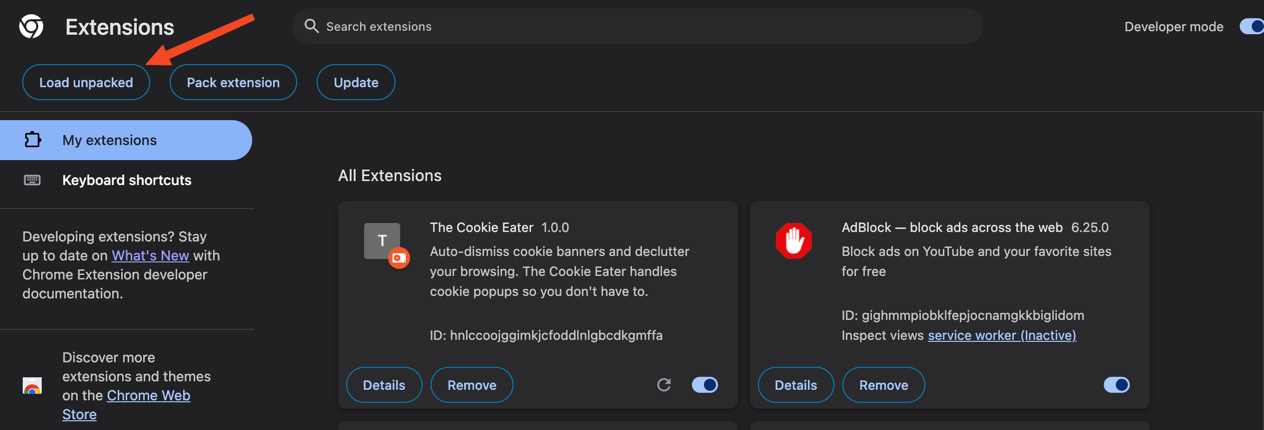 Extensions
Search extensions
Developer mode
Load unpacked
Pack extension
Update
My extensions
Keyboard shortcuts
Developing extensions? Stay
up to date on What's New with
Chrome Extension developer
documentation.
Discover more
extensions and themes
on the Chrome Web
Store
All Extensions
T
The Cookie Eater 1.0.0
Auto-dismiss cookie banners and declutter
your browsing. The Cookie Eater handles
cookie popups so you don't have to.
ID: hnlccoojggimkjcfoddlnlgbcdkgmffa
Details
Remove
AdBlock — block ads across the web 6.25.0
Block ads on YouTube and your favorite sites
for free
ID: gighmmpiobklfepjocnamgkkbiglidom
Inspect views service worker (Inactive)
Details
Remove